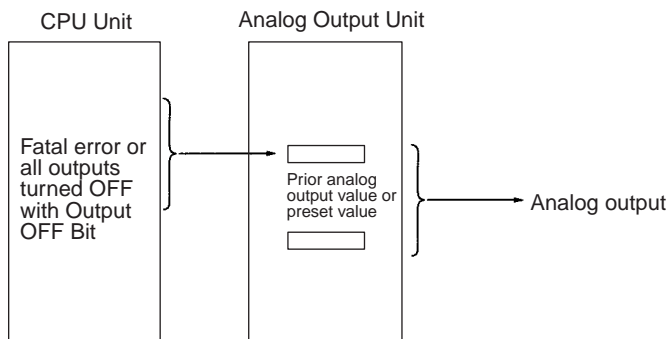 CPU Unit
Analog Output Unit
Fatal error or
all outputs
turned OFF
with Output
OFF Bit
Prior analog
output value or
preset value
Analog output